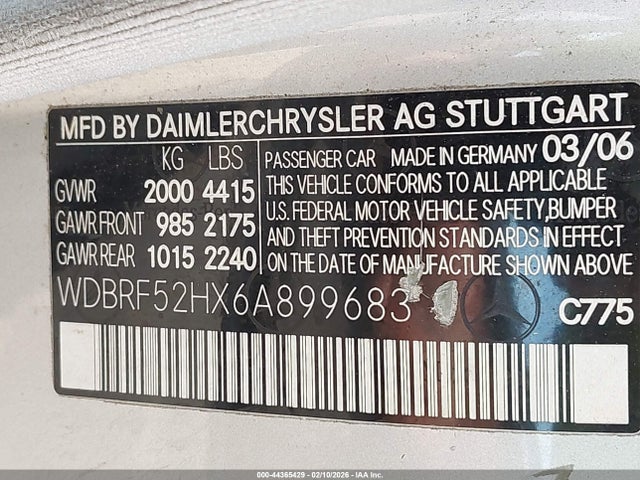 MFD BY DAIMLERCHRYSLER AG STUTTGART
KG LBS
GVWR 2000 4415
GAWR FRONT 985 2175
GAWR REAR 1015 2240
PASSENGER CAR MADE IN GERMANY 03/06
THIS VEHICLE CONFORMS TO ALL APPLICABLE
U.S. FEDERAL MOTOR VEHICLE SAFETY,BUMPER
AND THEFT PREVENTION STANDARDS IN EFFECT
ON THE DATE OF MANUFACTURE SHOWN ABOVE
WDBRF52HX6A899683
C775
000-44365429 - 02/10/2026 - IAAI.COM